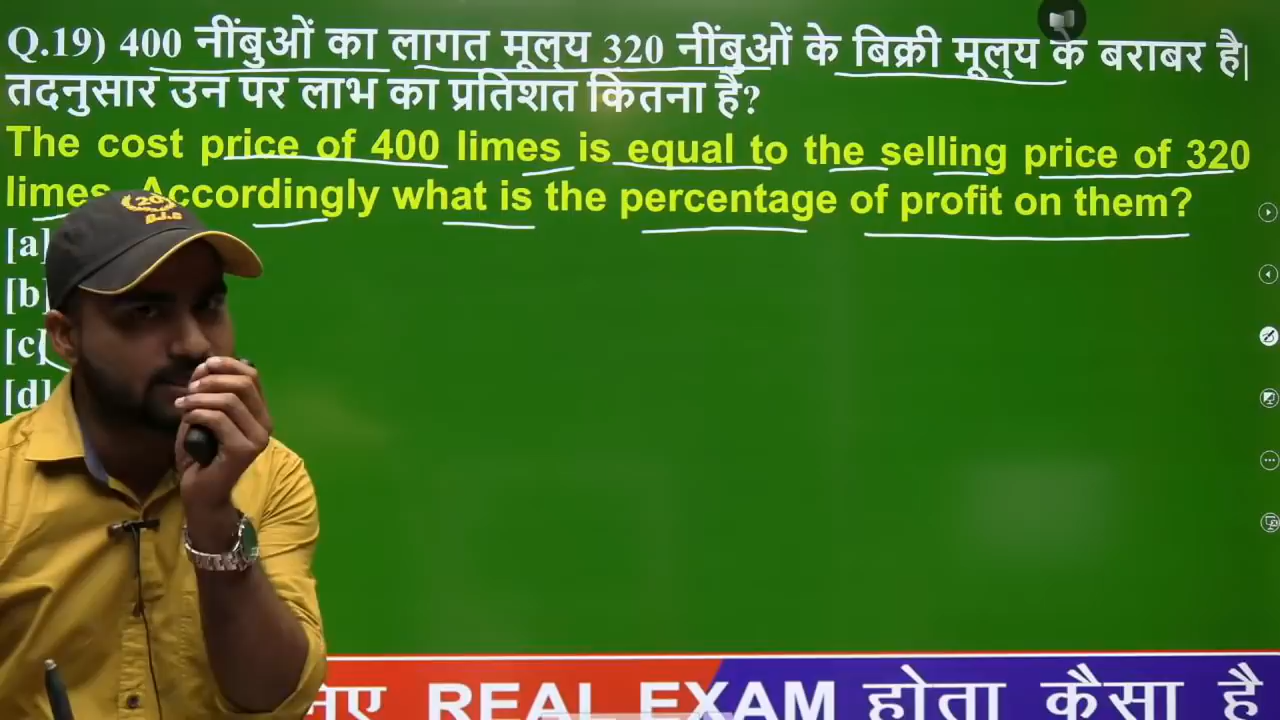 Q.19) 400 नींबुओं का लागत मूल्य 320 नींबुओं के बिक्री मूल्य के बराबर है|
तदनुसार उन पर लाभ का प्रतिशत कितना है?
The cost price of 400 limes is equal to the selling price of 320
limes. Accordingly what is the percentage of profit on them?
[a]
[b]
[c]
[d]
REAL EXAM होता कैसा है